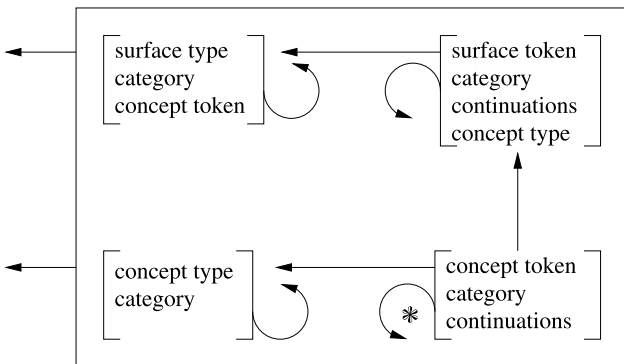 surface type
category
concept token
surface token
category
continuations
concept type
concept type
category
concept token
category
continuations
*